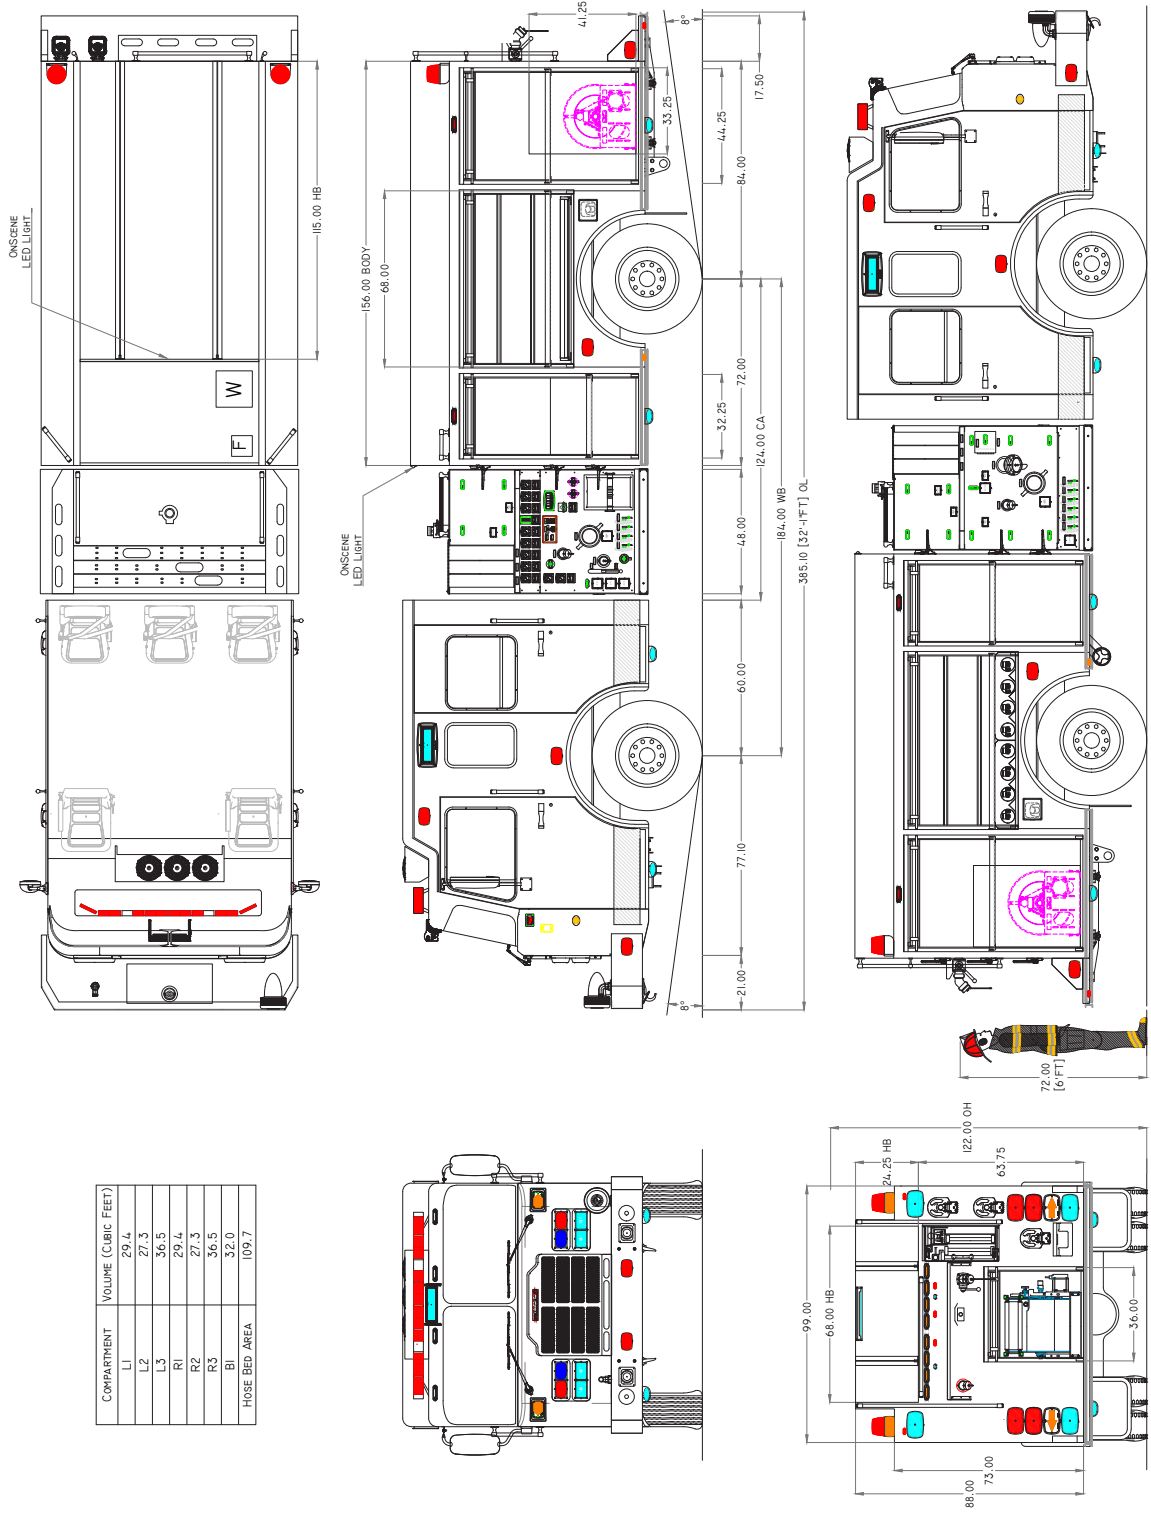 ONSCENE
LED LIGHT
115.00 HB
F
W
ONSCENE
LED LIGHT
156.00 BODY
68.00
41.25
8°
17.50
33.25
44.25
84.00
72.00
32.25
124.00 CA
48.00
184.00 WB
385.10 [32'-1"FT] OL
60.00
77.10
21.00
8°
72.00
[6'FT]
COMPARTMENT VOLUME (CUBIC FEET)
L1 29.4
L2 27.3
L3 36.5
R1 29.4
R2 27.3
R3 36.5
B1 32.0
HOSE BED AREA 109.7
122.00 OH
24.25 HB
63.75
99.00
68.00 HB
36.00
73.00
88.00